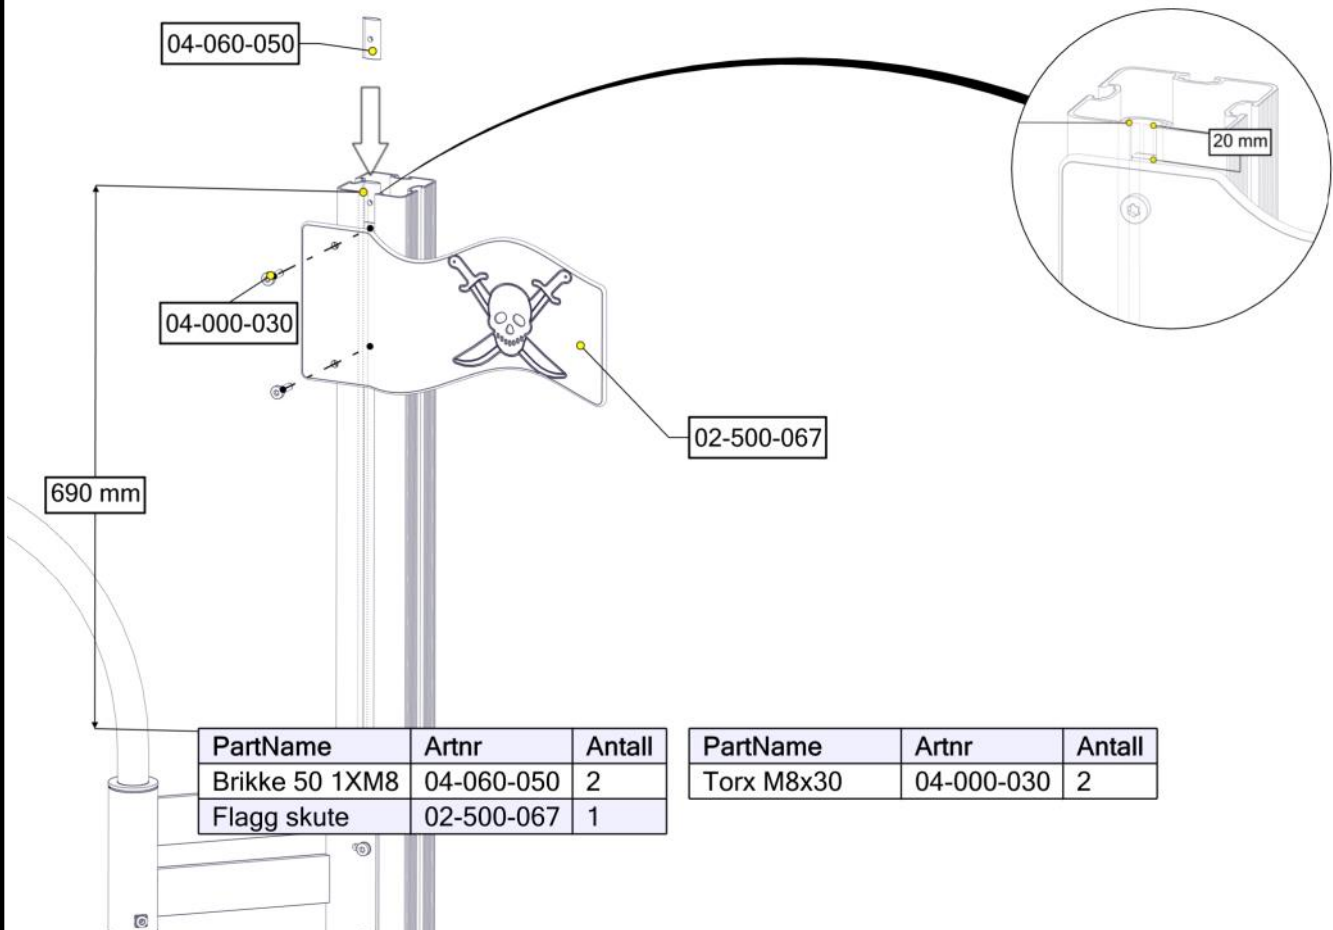 04-060-050
20 mm
04-000-030
02-500-067
690 mm
PartName Artnr Antall
Brikke 50 1XM8 04-060-050 2
Flagg skute 02-500-067 1
PartName Artnr Antall
Torx M8x30 04-000-030 2